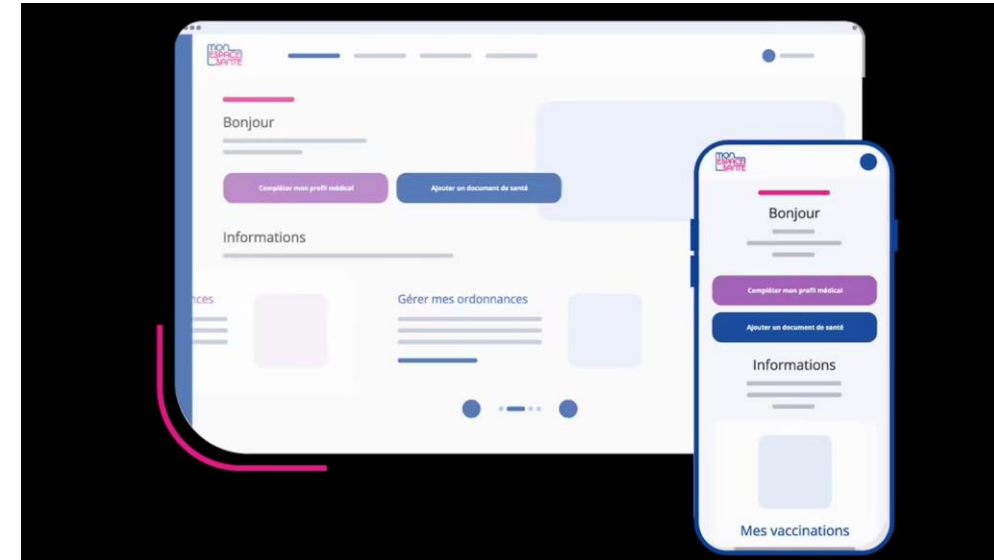 mon
ESPACE
SANTÉ
Bonjour
Compléter mon profil médical
Ajouter un document de santé
Informations
nces
Gérer mes ordonnances
mon
ESPACE
SANTÉ
Bonjour
Compléter mon profil médical
Ajouter un document de santé
Informations
Mes vaccinations